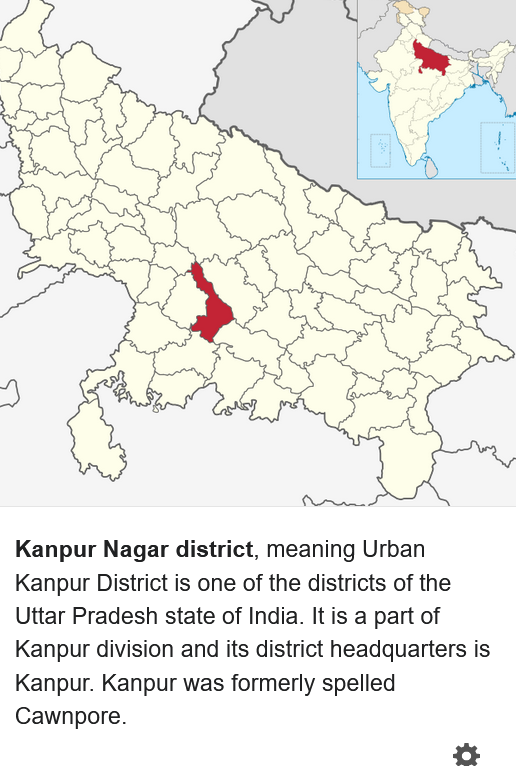 Kanpur Nagar district, meaning Urban
Kanpur District is one of the districts of the
Uttar Pradesh state of India. It is a part of
Kanpur division and its district headquarters is
Kanpur. Kanpur was formerly spelled
Cawnpore.